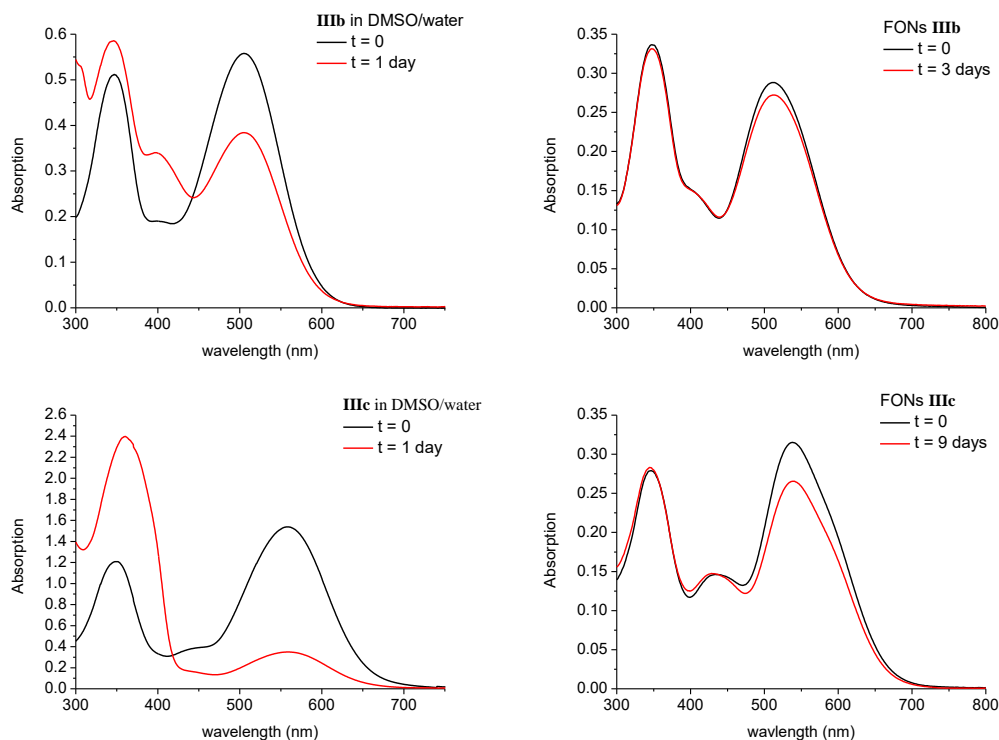 IIIb in DMSO/water
t = 0
t = 1 day
0.6
0.5
0.4
0.3
0.2
0.1
0.0
Absorption
300 400 500 600 700
wavelength (nm)
FONs IIIb
t = 0
t = 3 days
0.35
0.30
0.25
0.20
0.15
0.10
0.05
0.00
Absorption
300 400 500 600 700 800
wavelength (nm)
IIIc in DMSO/water
t = 0
t = 1 day
2.6
2.4
2.2
2.0
1.8
1.6
1.4
1.2
1.0
0.8
0.6
0.4
0.2
0.0
Absorption
300 400 500 600 700
wavlength (nm)
FONs IIIc
t = 0
t = 9 days
0.35
0.30
0.25
0.20
0.15
0.10
0.05
0.00
Absorption
300 400 500 600 700 800
wavelength (nm)